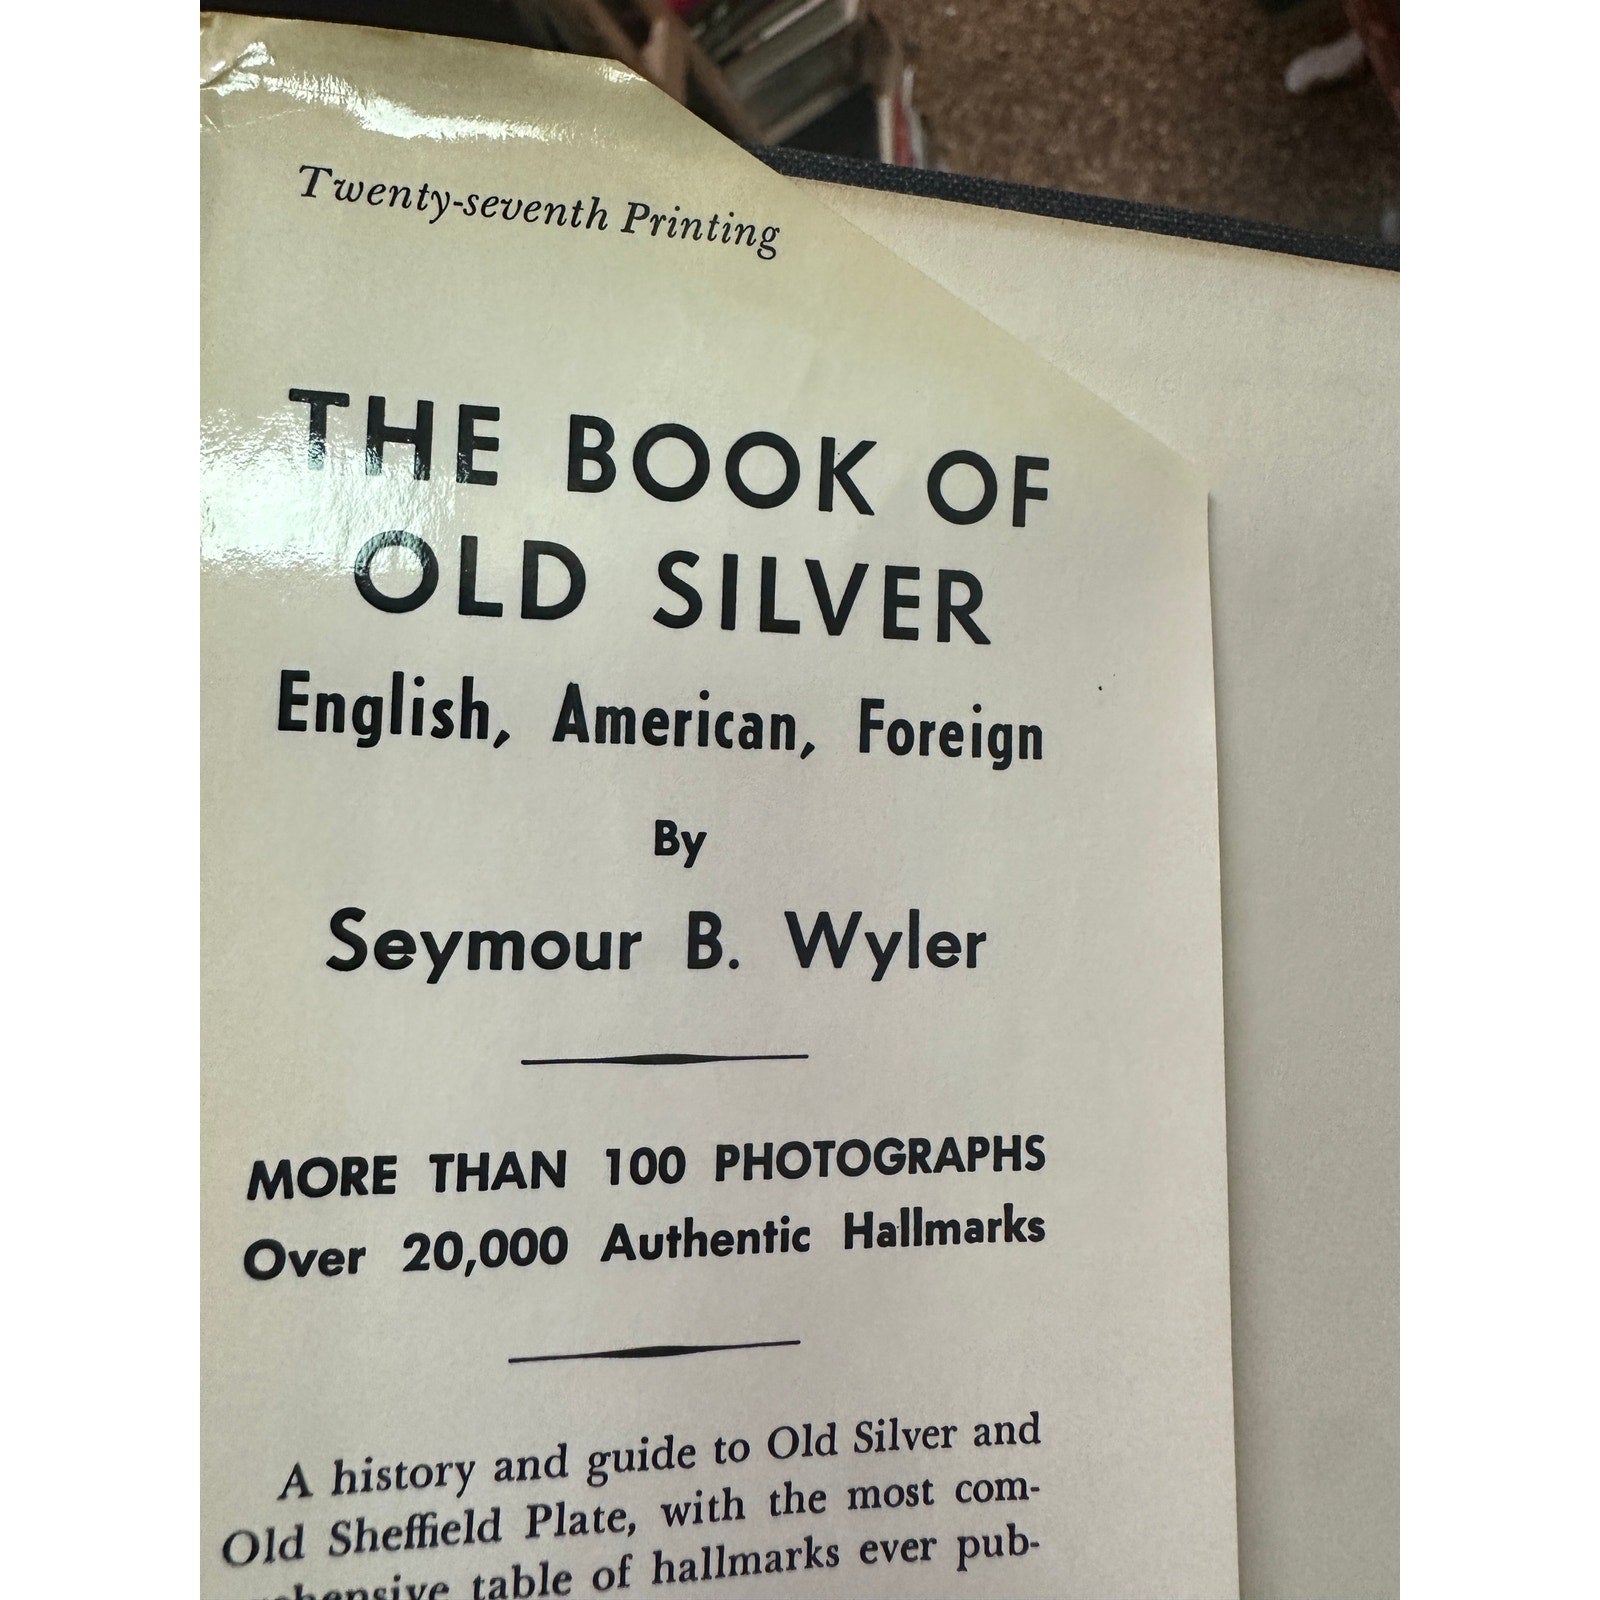 Twenty-seventh Printing
THE BOOK OF
OLD SILVER
English, American, Foreign
By
Seymour B. Wyler
MORE THAN 100 PHOTOGRAPHS
Over 20,000 Authentic Hallmarks
A history and guide to Old Silver and
Old Sheffield Plate, with the most com-
table of hallmarks ever pub-